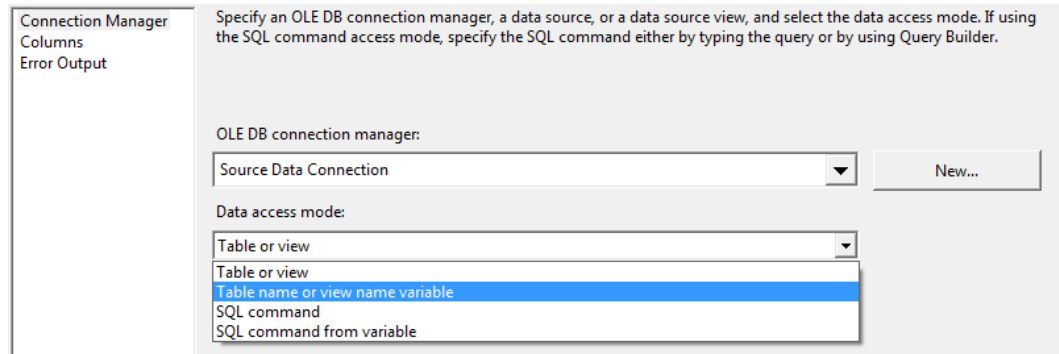 Connection Manager
Columns
Error Output
Specify an OLE DB connection manager, a data source, or a data source view, and select the data access mode. If using
the SQL command access mode, specify the SQL command either by typing the query or by using Query Builder.
OLE DB connection manager:
Source Data Connection
New...
Data access mode:
Table or view
Table or view
Table name or view name variable
SQL command
SQL command from variable